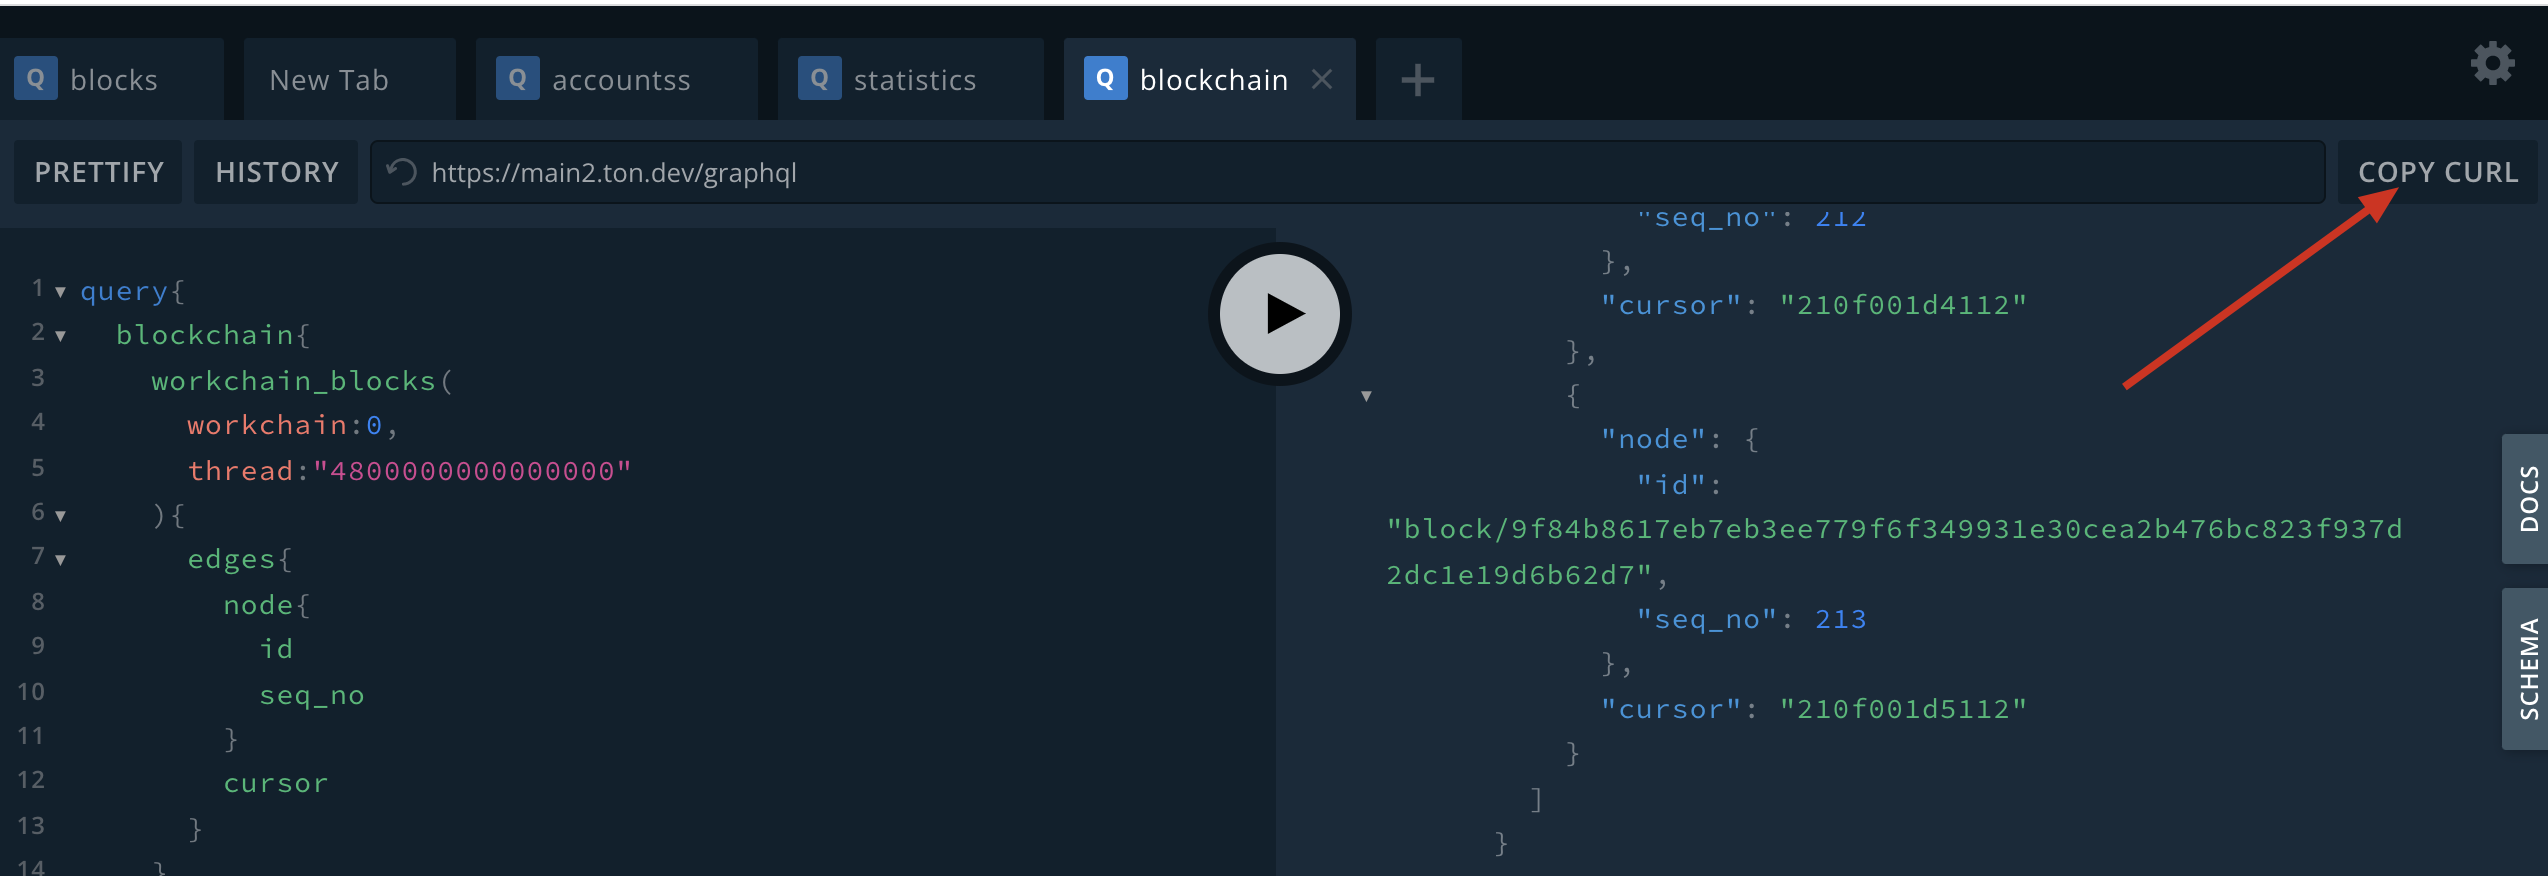 Q blocks
New Tab
Q accountss
Q statistics
Q blockchain
PRETTIFY
HISTORY
https://main2.ton.dev/graphql
COPY CURL
1 query{
2 blockchain{
3 workchain_blocks(
4 workchain:0,
5 thread:"4800000000000000"
6 ){
7 edges{
8 node{
9 id
10 seq_no
11 }
12 cursor
13 }
14 }
"seq_no": 212
},
"cursor": "210f001d4112"
},
{
"node": {
"id":
"block/9f84b8617eb7eb3ee779f6f349931e30cea2b476bc823f937d
2dc1e19d6b62d7",
"seq_no": 213
},
"cursor": "210f001d5112"
}
]
}
DOCS
SCHEMA